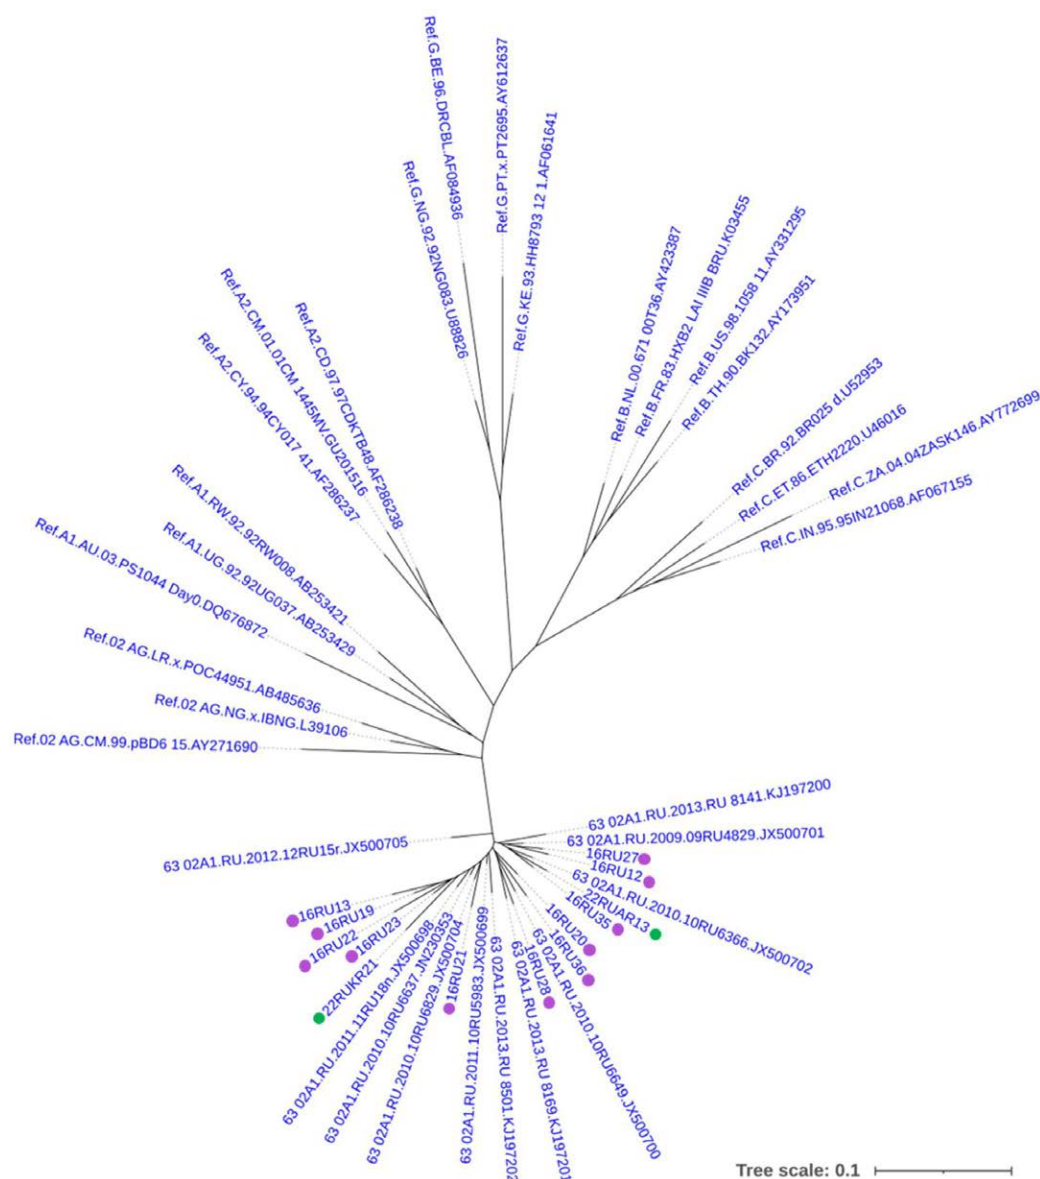 Ref.G.BE.96.DRCBL.AF084936
Ref.G.PT.x.PT2695.AY612637
Ref.G.NG.92.92NG083.U88826
Ref.G.KE.93.HH8793 12 1.AF061641
Ref.B.NL.00.671 00T36.AY423387
Ref.B.FR.83.HXB2 LAI IIIB BRU.K03455
Ref.B.US.98.1058 11.AY331295
Ref.B.TH.90.BK132.AY173951
Ref.C.BR.92.BR025 d.U52953
Ref.C.ET.86.ETH2220.U46016
Ref.C.ZA.04.04ZASK146.AY772699
Ref.C.IN.95.95IN21068.AF067155
Ref.A2.CD.97.97CDKTB48.AF286238
Ref.A2.CM.01.01CM 1445MV.GU201516
Ref.A2.CY.94.94CY017 41.AF286237
Ref.A1.RW.92.92RW008.AB253421
Ref.A1.UG.92.92UG037.AB253429
Ref.A1.AU.03.PS1044 Day0.DQ676872
Ref.02 AG.LR.x.POC44951.AB485636
Ref.02 AG.NG.x.IBNG.L39106
Ref.02 AG.CM.99.pBD6 15.AY271690
63 02A1.RU.2013.RU 8141.KJ197200
63 02A1.RU.2009.09RU4829.JX500701
16RU27
16RU12
63 02A1.RU.2010.10RU6366.JX500702
22RUAR13
16RU35
16RU20
16RU36
63 02A1.RU.2010.10RU6649.JX500700
16RU28
63 02A1.RU.2013.RU 8169.KJ197201
63 02A1.RU.2013.RU 8501.KJ197202
63 02A1.RU.2011.10RU5983.JX500699
16RU21
63 02A1.RU.2010.10RU6829.JX500704
63 02A1.RU.2010.10RU6637.JN230353
63 02A1.RU.2011.11RU18n.JX500698
22RUKR21
16RU23
16RU22
16RU19
16RU13
63 02A1.RU.2012.12RU15r.JX500705
Tree scale: 0.1